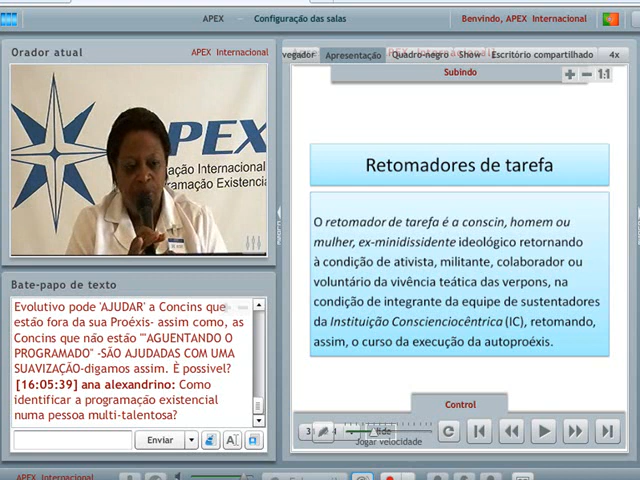 APEX — Configuração das salas
Benvindo, APEX Internacional
Orador atual
APEX Internacional
PEX
ação Internacional
ogramação Existencia
Bate-papo de texto
Evolutivo pode 'AJUDAR' a Concins que
estão fora da sua Proéxis- assim como, as
Concins que não estão ""AGUENTANDO O
PROGRAMADO" -SÃO AJUDADAS COM UMA
SUAVIZAÇÃO-digamos assim. È possivel?
[16:05:39] ana alexandrino: Como
identificar a programação existencial
numa pessoa multi-talentosa?
Enviar
A
APEX Internacional
vegador Apresentação Quadro-negro Show Escritório compartilhado 4x
Subindo
1:1
Retomadores de tarefa
O retomador de tarefa é a conscin, homem ou
mulher, ex-minidissidente ideológico retornando
à condição de ativista, militante, colaborador ou
voluntário da vivência teática das verpons, na
condição de integrante da equipe de sustentadores
da Instituição Conscienciocêntrica (IC), retomando,
assim, o curso da execução da autoproéxis.
Control
Jogar velocidade